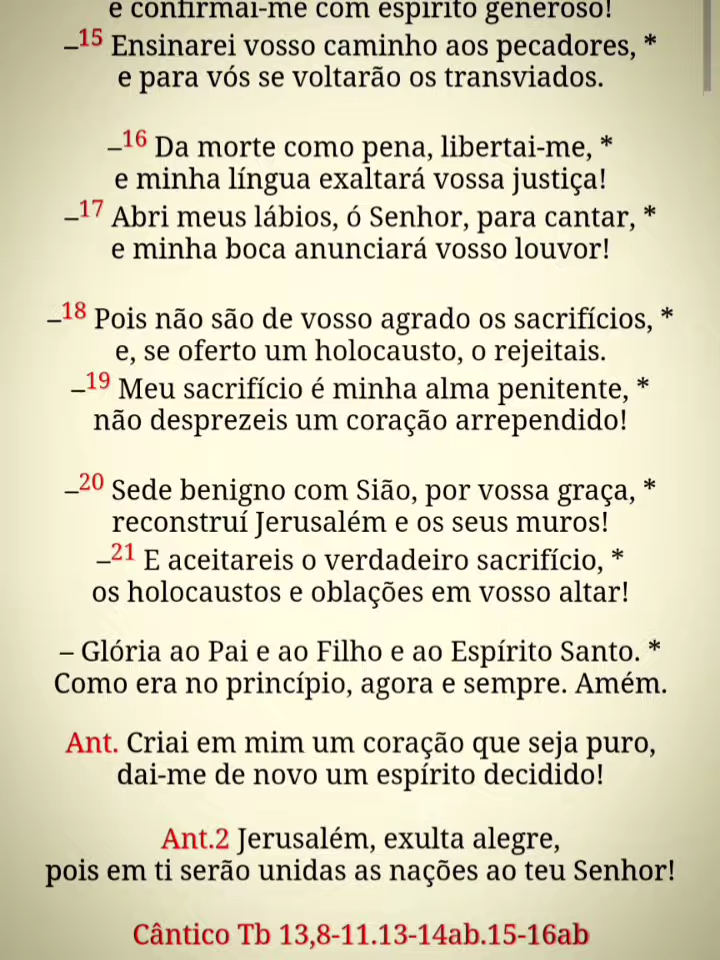 e confirmai-me com espírito generoso!
–15 Ensinarei vosso caminho aos pecadores, *
e para vós se voltarão os transviados.
–16 Da morte como pena, libertai-me, *
e minha língua exaltará vossa justiça!
–17 Abri meus lábios, ó Senhor, para cantar, *
e minha boca anunciará vosso louvor!
–18 Pois não são de vosso agrado os sacrifícios, *
e, se oferto um holocausto, o rejeitais.
–19 Meu sacrifício é minha alma penitente, *
não desprezeis um coração arrependido!
–20 Sede benigno com Sião, por vossa graça, *
reconstruí Jerusalém e os seus muros!
–21 E aceitareis o verdadeiro sacrifício, *
os holocaustos e oblações em vosso altar!
– Glória ao Pai e ao Filho e ao Espírito Santo. *
Como era no princípio, agora e sempre. Amém.
Ant. Criai em mim um coração que seja puro,
dai-me de novo um espírito decidido!
Ant.2 Jerusalém, exulta alegre,
pois em ti serão unidas as nações ao teu Senhor!
Cântico Tb 13,8-11.13-14ab.15-16ab